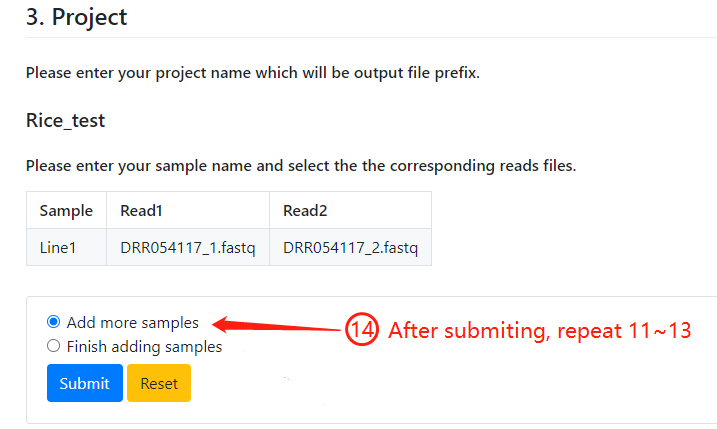 3. Project
Please enter your project name which will be output file prefix.
Rice_test
Please enter your sample name and select the the corresponding reads files.
Sample Read1 Read2
Line1 DRR054117_1.fastq DRR054117_2.fastq
Add more samples
14 After submiting, repeat 11~13
Finish adding samples
Submit Reset